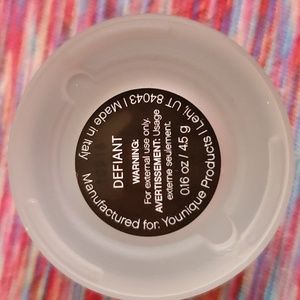 DEFIANT
WARNING:
For external use only.
AVERTISSEMENT: Usage
externe seulement.
0.16 oz / 4.5 g
Manufactured for: Younique Products | Lehi, UT 84043 | Made in Italy